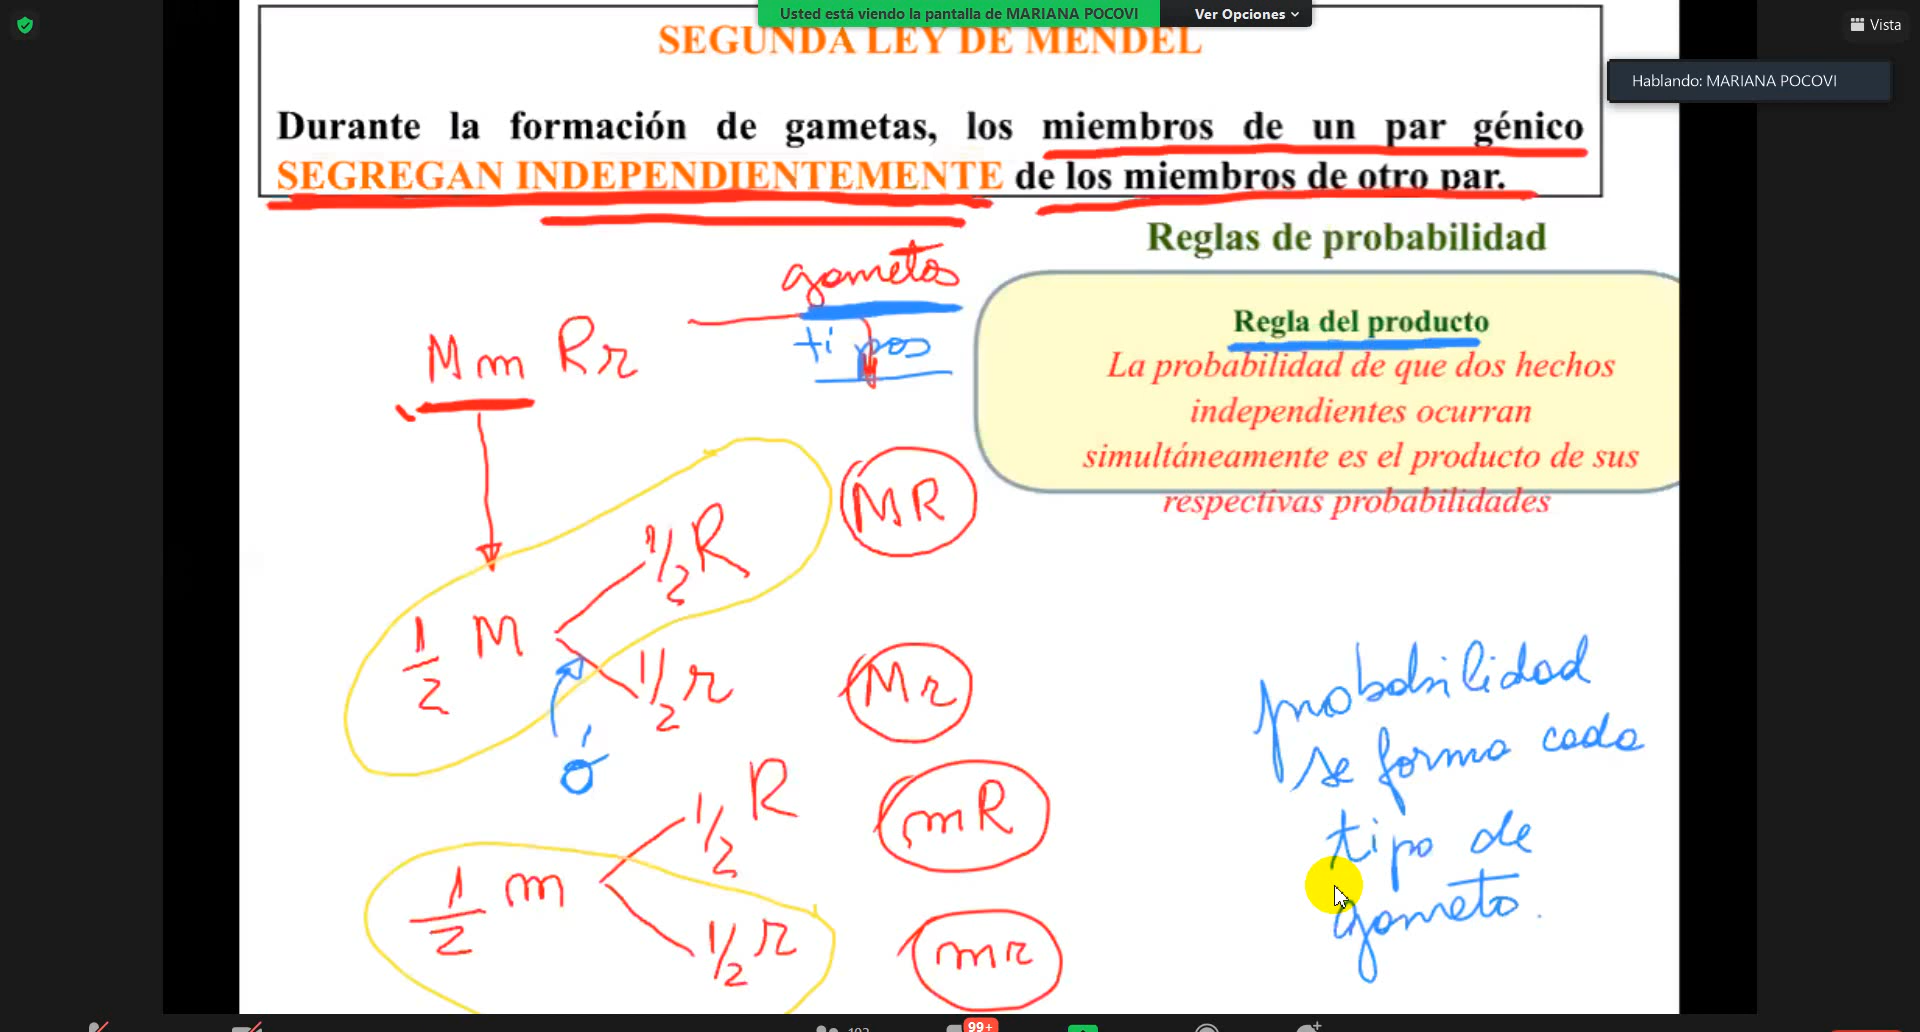 Usted está viendo la pantalla de MARIANA POCOVI
Ver Opciones
Vista
Hablando: MARIANA POCOVI
SEGUNDA LEY DE MENDEL
Durante la formación de gametas, los miembros de un par génico
SEGREGAN INDEPENDIENTEMENTE de los miembros de otro par.
Reglas de probabilidad
Regla del producto
La probabilidad de que dos hechos
independientes ocurran
simultáneamente es el producto de sus
respectivas probabilidades
gametos
tipos
Mm Rr
1/2 R
MR
1/2 M
1/2 r
Mr
ó
1/2 R
mR
1/2 m
1/2 r
mr
probabilidad
se forma cada
tipo de
gameto.
99+